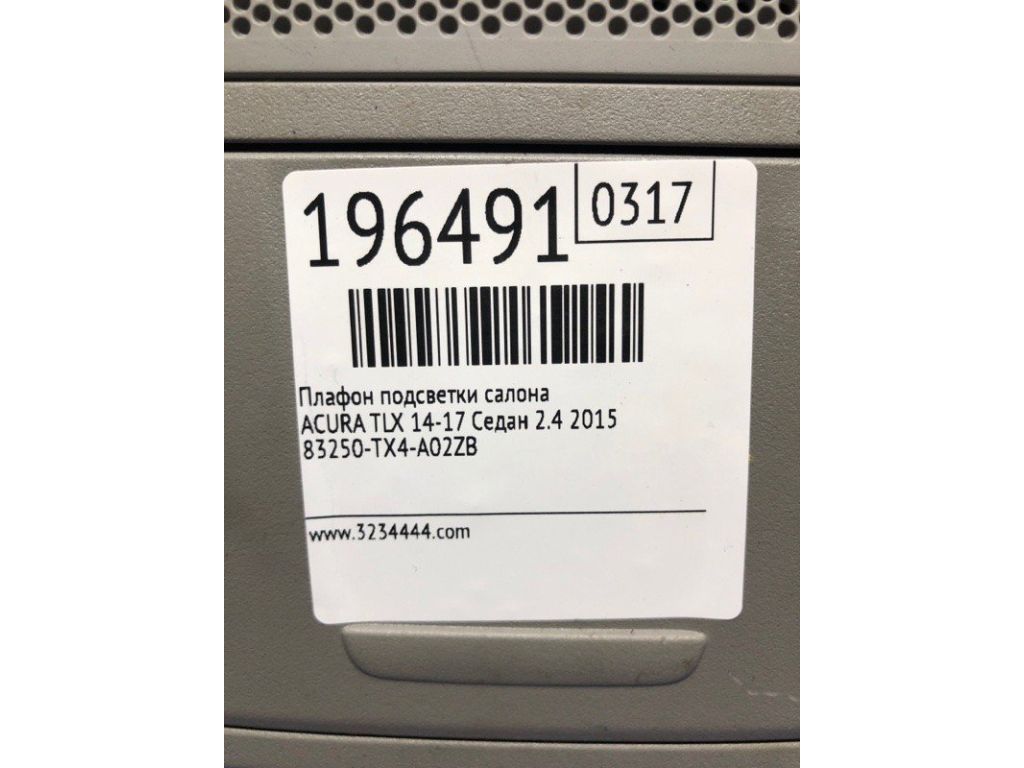 196491
0317
Плафон подсветки салона
ACURA TLX 14-17 Седан 2.4 2015
83250-TX4-A02ZB
www.3234444.com